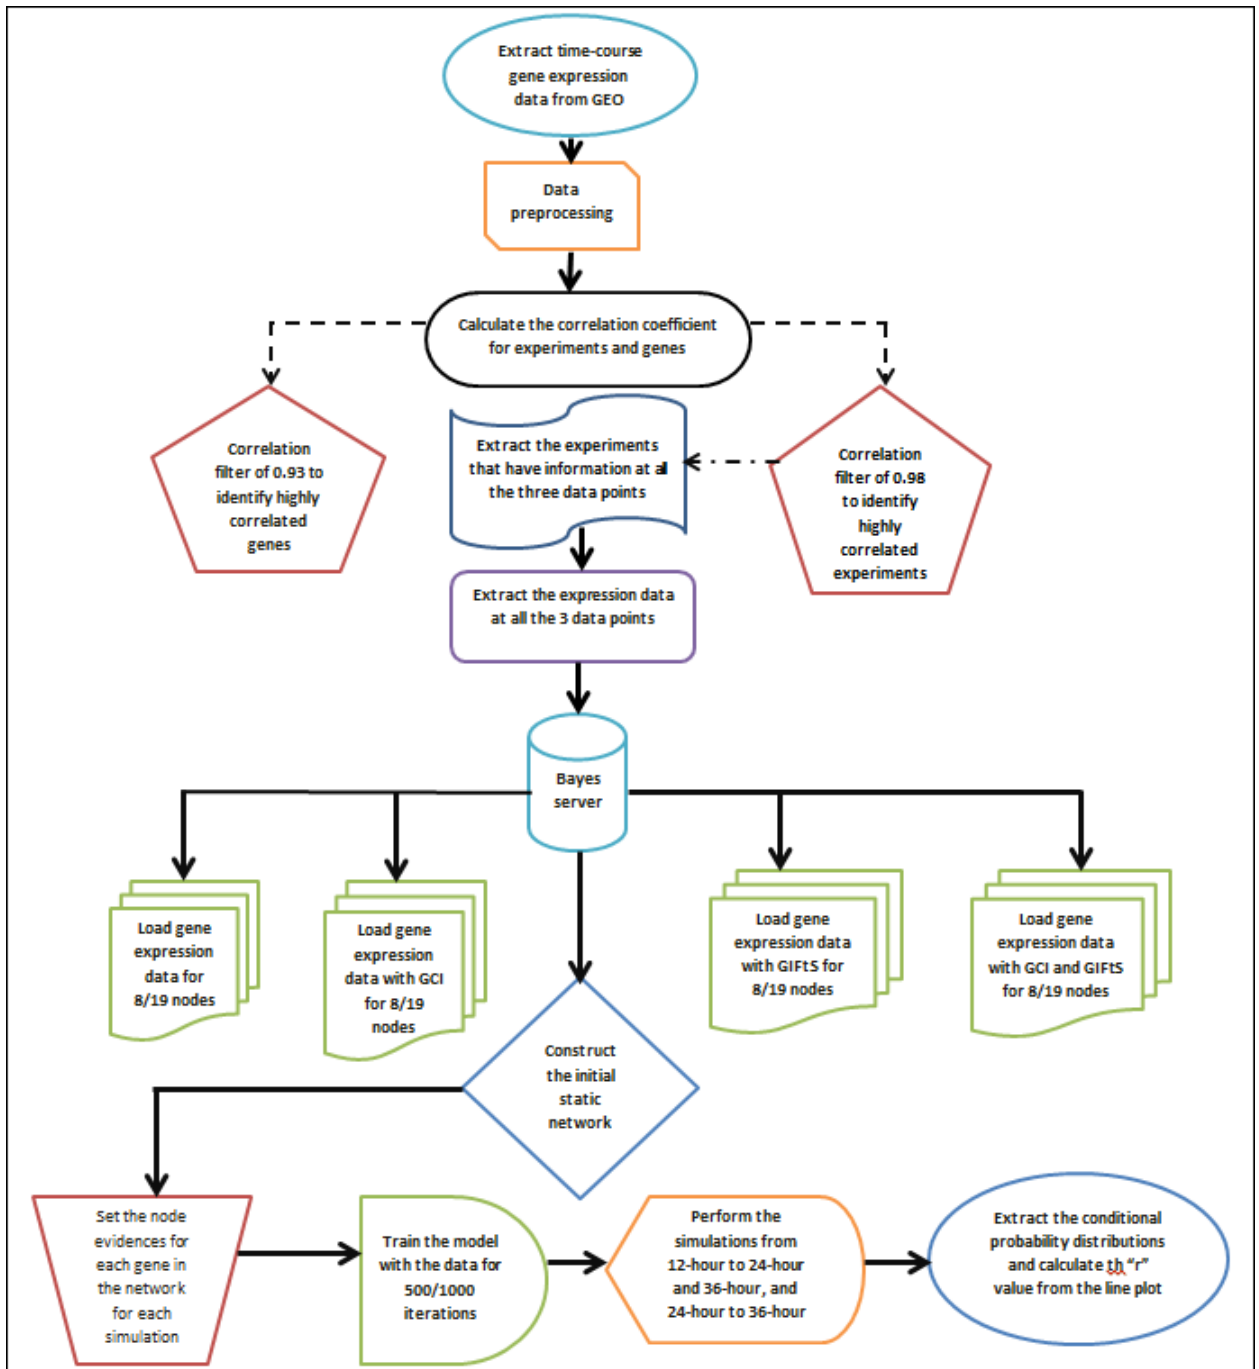 Extract time-course
gene expression
data from GEO
Data
preprocessing
Calculate the correlation coefficient
for experiments and genes
Correlation
filter of 0.93 to
identify highly
correlated
genes
Extract the experiments
that have information at all
the three data points
Correlation
filter of 0.98
to identify
highly
correlated
experiments
Extract the expression data
at all the 3 data points
Bayes
server
Load gene
expression
data for
8/19 nodes
Load gene
expression
data with GCI
for 8/19
nodes
Load gene
expression data
with GIFtS for
8/19 nodes
Load gene
expression data
with GCI and GIFtS
for 8/19 nodes
Construct
the initial
static
network
Set the node
evidences for
each gene in
the network
for each
simulation
Train the model
with the data for
500/1000
iterations
Perform the
simulations from
12-hour to 24-hour
and 36-hour, and
24-hour to 36-hour
Extract the conditional
probability distributions
and calculate th “r”
value from the line plot